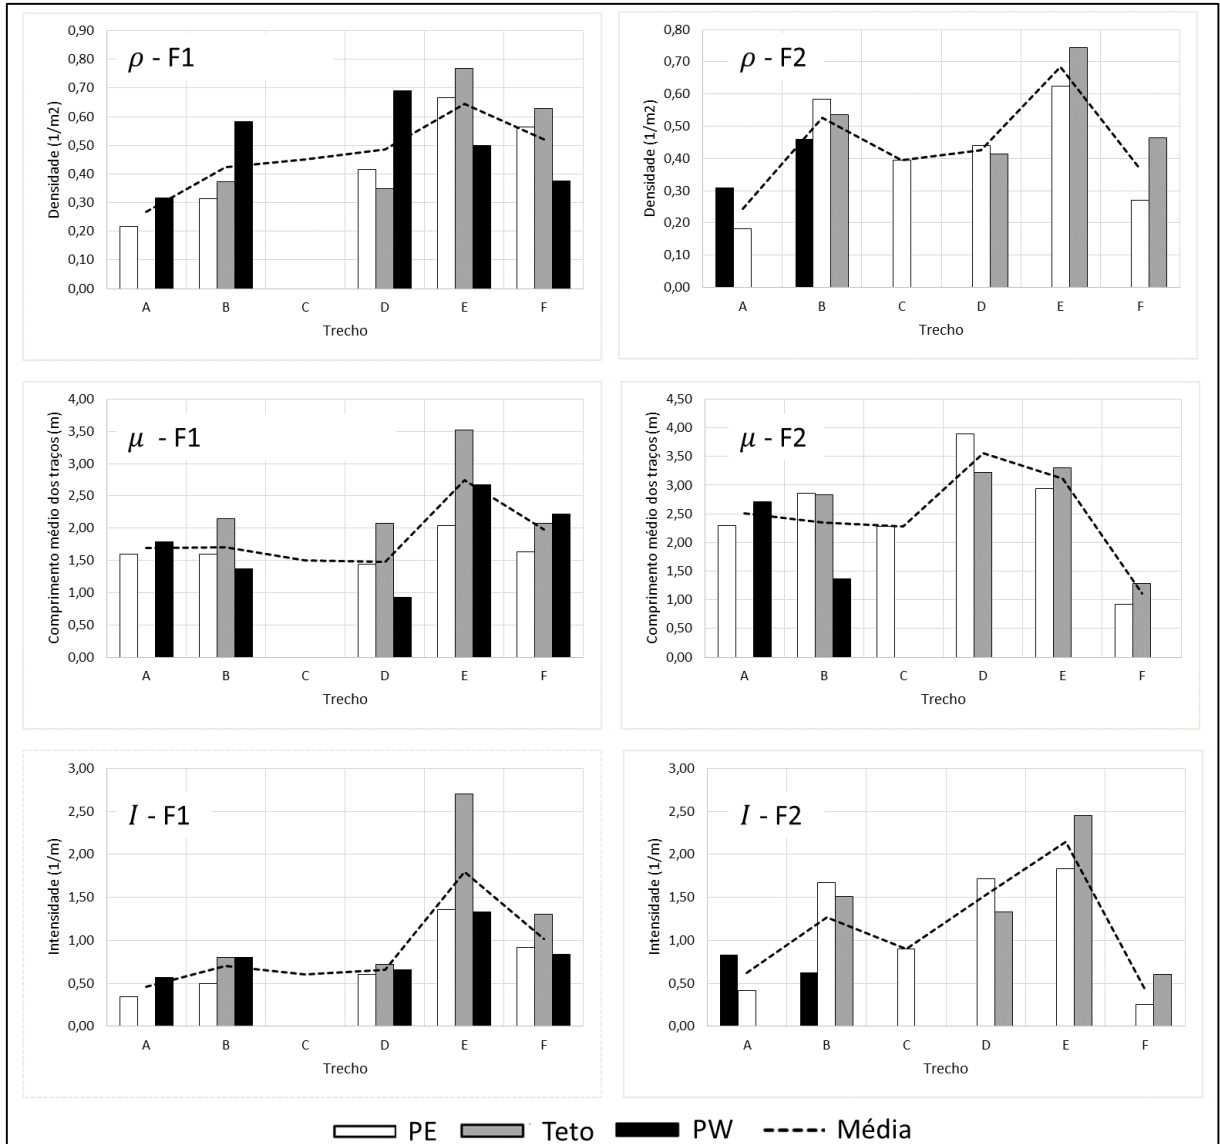 ρ - F1
Densidade (1/m2)
0,90
0,80
0,70
0,60
0,50
0,40
0,30
0,20
0,10
0,00
A B C D E F
Trecho
ρ - F2
Densidade (1/m2)
0,80
0,70
0,60
0,50
0,40
0,30
0,20
0,10
0,00
A B C D E F
Trecho
μ - F1
Comprimento médio dos traços (m)
4,00
3,50
3,00
2,50
2,00
1,50
1,00
0,50
0,00
A B C D E F
Trecho
μ - F2
Comprimento médio dos traços (m)
4,50
4,00
3,50
3,00
2,50
2,00
1,50
1,00
0,50
0,00
A B C D E F
Trecho
I - F1
Intensidade (1/m)
3,00
2,50
2,00
1,50
1,00
0,50
0,00
A B C D E F
Trecho
I - F2
Intensidade (1/m)
3,00
2,50
2,00
1,50
1,00
0,50
0,00
A B C D E F
Trecho
PE Teto PW Média